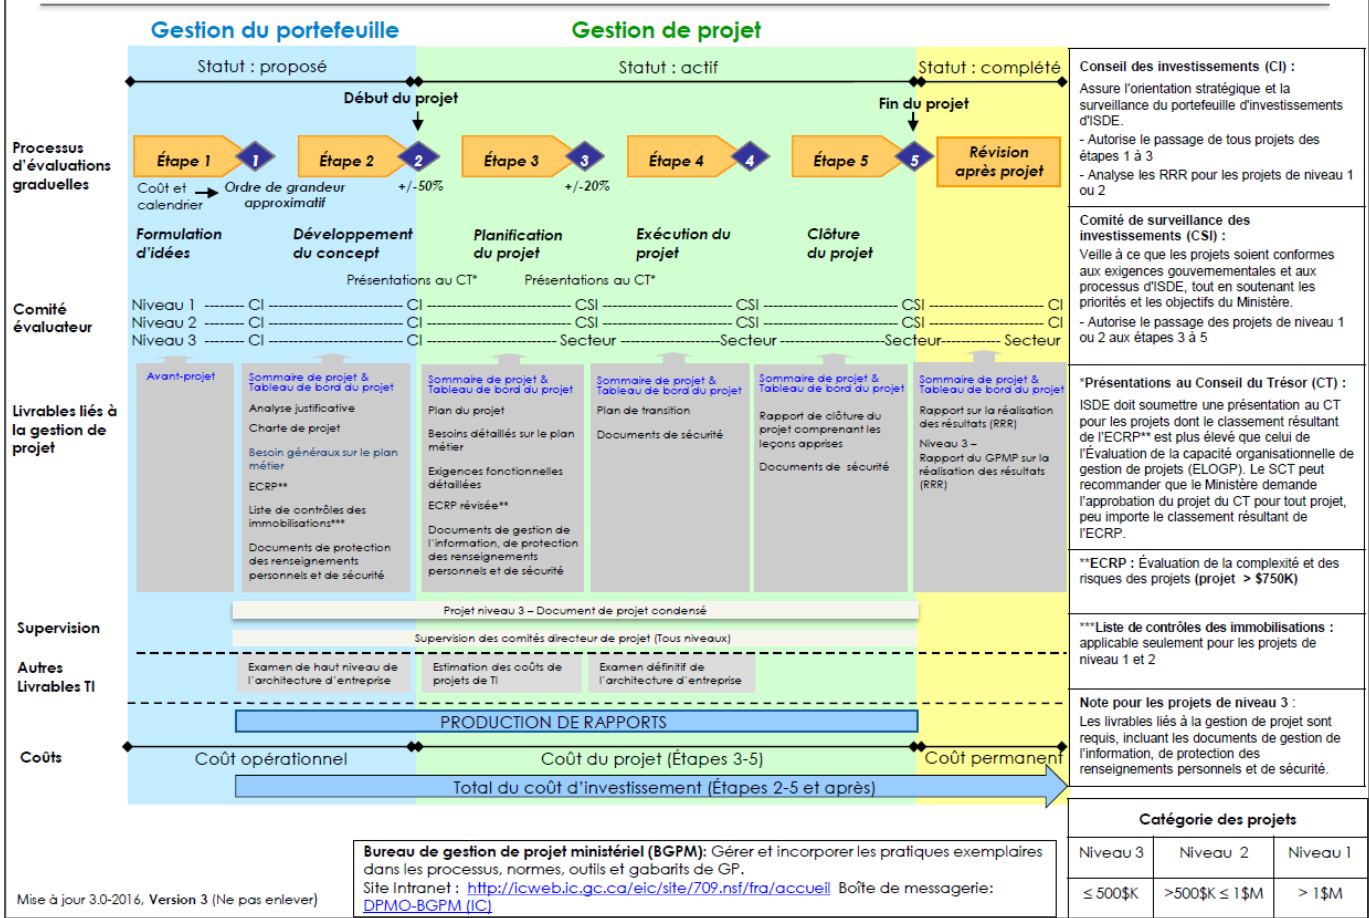 Gestion du portefeuille
Gestion de projet
Statut : proposé
Statut : actif
Statut : complété
Début du projet
Fin du projet
Processus
d'évaluations
graduelles
Étape 1
1
Étape 2
2
Étape 3
3
Étape 4
4
Étape 5
5
Révision
après projet
Coût et
calendrier
Ordre de grandeur
approximatif
+/-50%
+/-20%
Formulation
d'idées
Développement
du concept
Planification
du projet
Exécution du
projet
Clôture
du projet
Présentations au CT*
Présentations au CT*
Comité
évaluateur
Niveau 1 -------- CI --------------------------- CI ------------------------------- CSI --------------------------- CSI --------------------------- CSI ----------------------- CI
Niveau 2 -------- CI --------------------------- CI ------------------------------- CSI --------------------------- CSI --------------------------- CSI ----------------------- CI
Niveau 3 -------- CI --------------------------- CI --------------------------- Secteur --------------------Secteur ---------------------Secteur------------ Secteur
Livrables liés à
la gestion de
projet
Avant-projet
Sommaire de projet &
Tableau de bord du projet
Analyse justificative
Charte de projet
Besoin généraux sur le plan
métier
ECRP**
Liste de contrôles des
immobilisations***
Documents de protection
des renseignements
personnels et de sécurité
Sommaire de projet &
Tableau de bord du projet
Plan du projet
Besoins détaillés sur le plan
métier
Exigences fonctionnelles
détaillées
ECRP révisée**
Documents de gestion de
l'information, de protection
des renseignements
personnels et de sécurité
Sommaire de projet &
Tableau de bord du projet
Plan de transition
Documents de sécurité
Sommaire de projet &
Tableau de bord du projet
Rapport de clôture du
projet comprenant les
leçons apprises
Documents de sécurité
Sommaire de projet &
Tableau de bord du projet
Rapport sur la réalisation
des résultats (RRR)
Niveau 3 –
Rapport du GPMP sur la
réalisation des résultats
(RRR)
Projet niveau 3 – Document de projet condensé
Supervision
Supervision des comités directeur de projet (Tous niveaux)
Autres
Livrables TI
Examen de haut niveau de
l'architecture d'entreprise
Estimation des coûts de
projets de TI
Examen définitif de
l'architecture d'entreprise
PRODUCTION DE RAPPORTS
Coûts
Coût opérationnel
Coût du projet (Étapes 3-5)
Coût permanent
Total du coût d'investissement (Étapes 2-5 et après)
Conseil des investissements (CI) :
Assure l'orientation stratégique et la
surveillance du portefeuille d'investissements
d'ISDE.
- Autorise le passage de tous projets des
étapes 1 à 3
- Analyse les RRR pour les projets de niveau 1
ou 2
Comité de surveillance des
investissements (CSI) :
Veille à ce que les projets soient conformes
aux exigences gouvernementales et aux
processus d'ISDE, tout en soutenant les
priorités et les objectifs du Ministère.
- Autorise le passage des projets de niveau 1
ou 2 aux étapes 3 à 5
*Présentations au Conseil du Trésor (CT) :
ISDE doit soumettre une présentation au CT
pour les projets dont le classement résultant
de l'ECRP** est plus élevé que celui de
l'Évaluation de la capacité organisationnelle de
gestion de projets (ELOGP). Le SCT peut
recommander que le Ministère demande
l'approbation du projet du CT pour tout projet,
peu importe le classement résultant de
l'ECRP.
**ECRP : Évaluation de la complexité et des
risques des projets (projet > $750K)
***Liste de contrôles des immobilisations :
applicable seulement pour les projets de
niveau 1 et 2
Note pour les projets de niveau 3 :
Les livrables liés à la gestion de projet sont
requis, incluant les documents de gestion de
l'information, de protection des
renseignements personnels et de sécurité.
Catégorie des projets
Niveau 3
Niveau 2
Niveau 1
≤ 500$K
>500$K ≤ 1$M
> 1$M
Bureau de gestion de projet ministériel (BGPM): Gérer et incorporer les pratiques exemplaires
dans les processus, normes, outils et gabarits de GP.
Site Intranet : http://icweb.ic.gc.ca/eic/site/709.nsf/fra/accueil Boîte de messagerie:
DPMO-BGPM (IC)
Mise à jour 3.0-2016, Version 3 (Ne pas enlever)